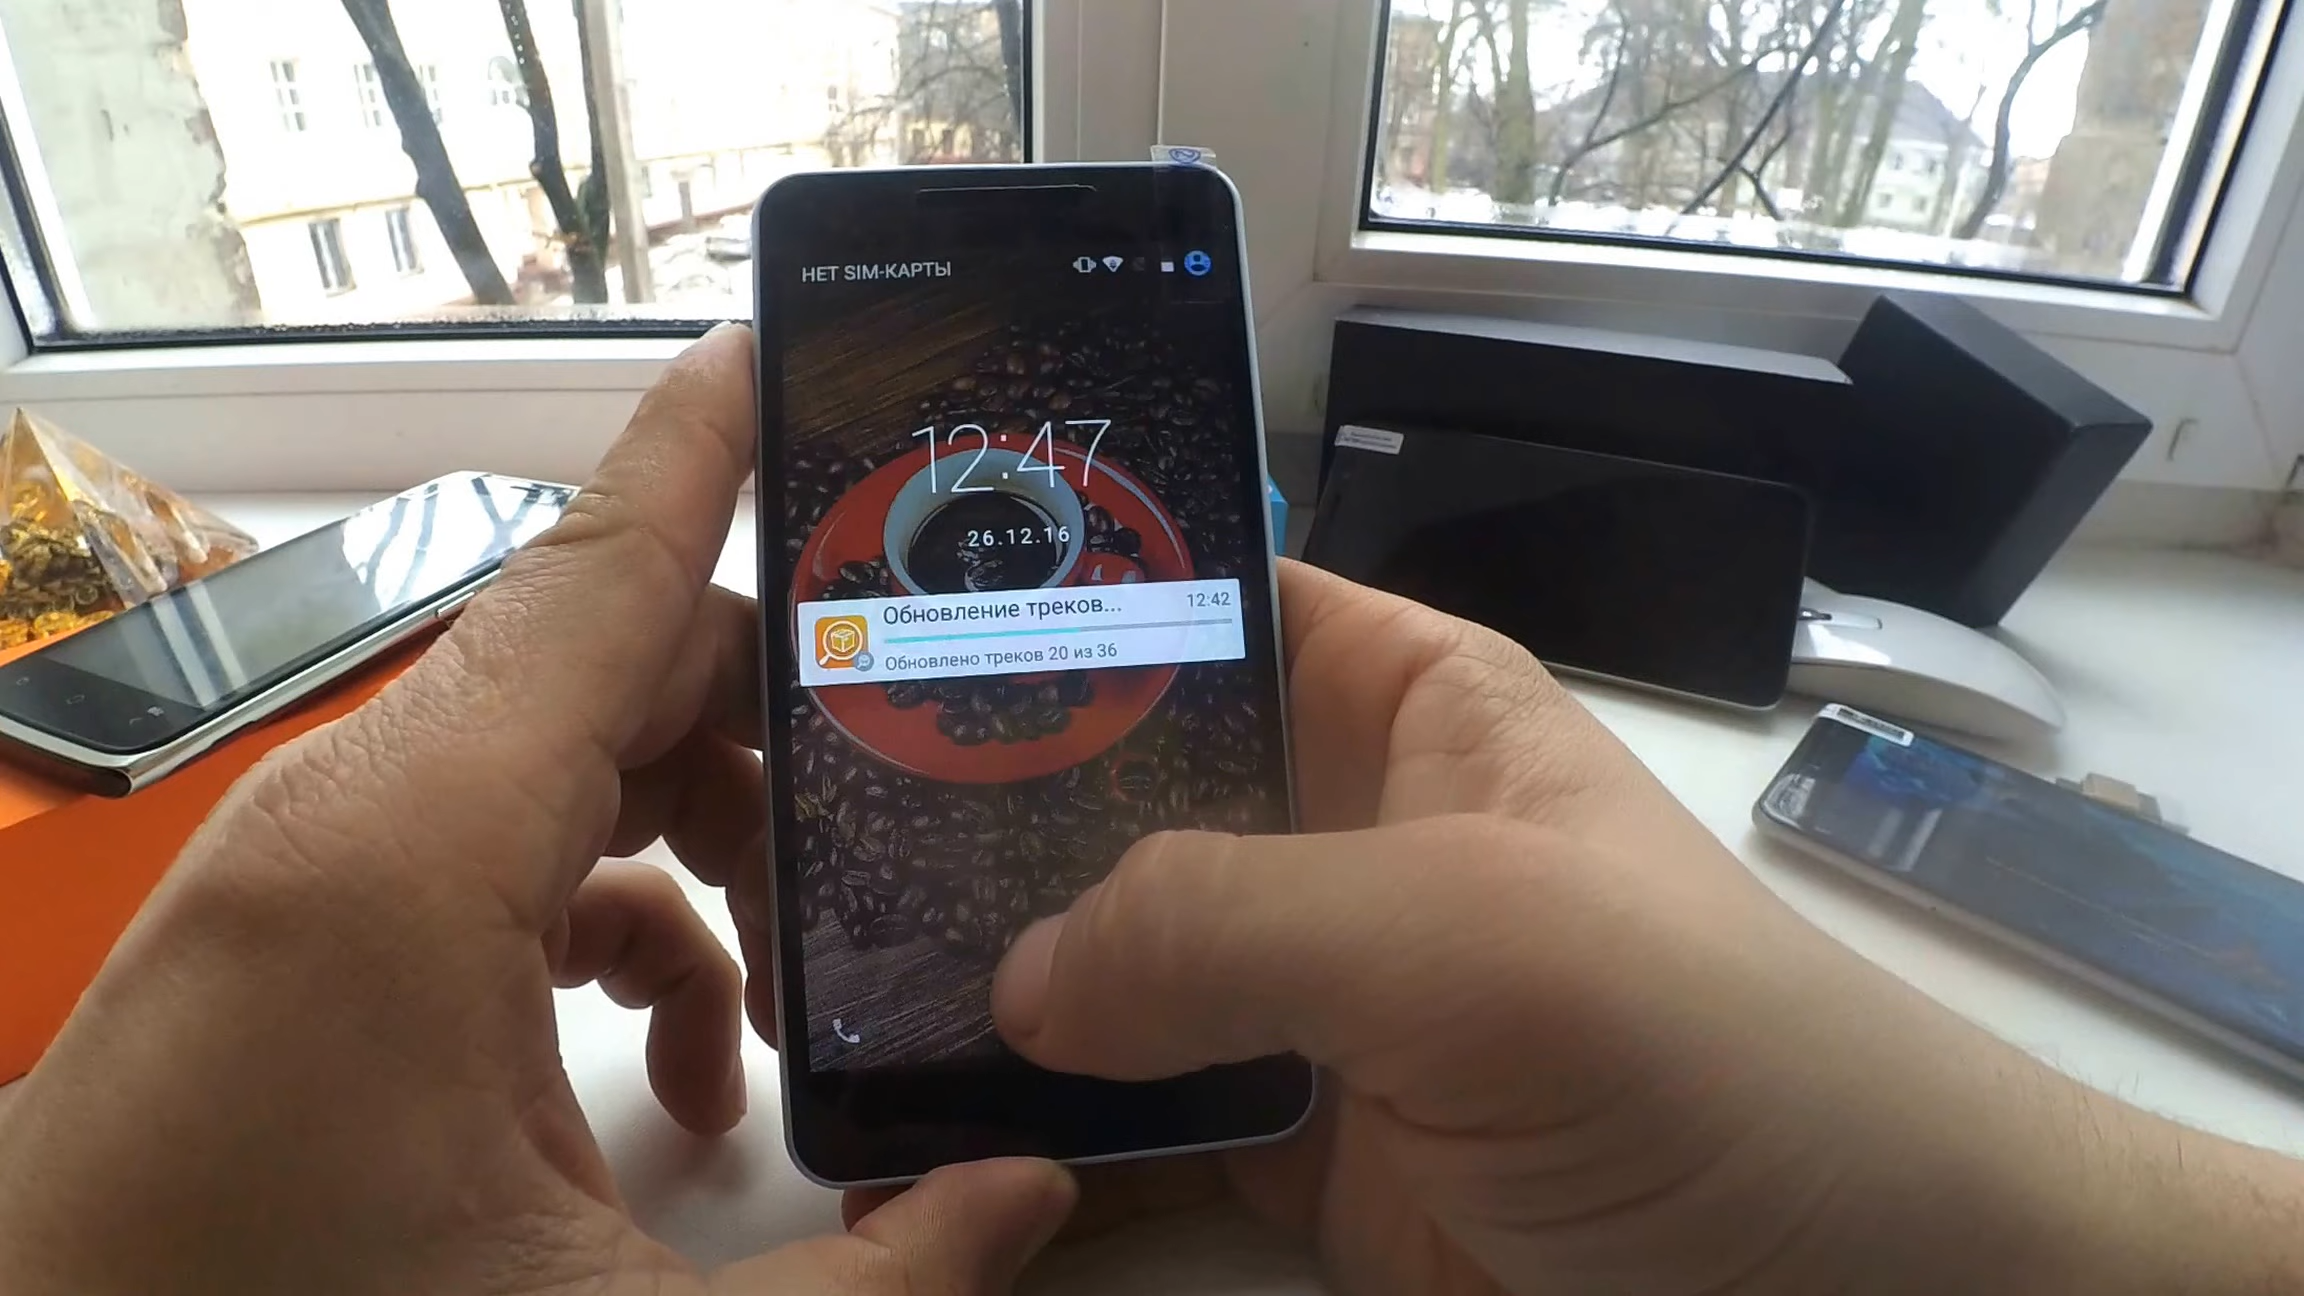 НЕТ SIM-КАРТЫ
12:47
26.12.16
Обновление треков... 12:42
Обновлено треков 20 из 36